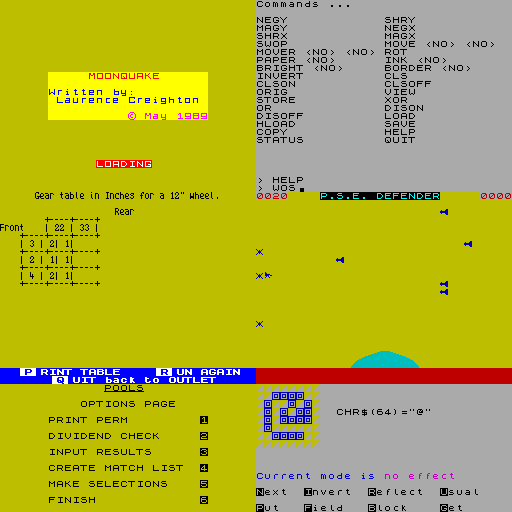 MOONQUAKE
Written by:
Laurence Creighton
© May 1989
LOADING
Commands ...
NEGY SHRY
MAGY NEGX
SHRX MAGX
SWOP MOVE <NO> <NO>
MOVER <NO> <NO> ROT
PAPER <NO> INK <NO>
BRIGHT <NO> BORDER <NO>
INVERT CLS
CLSON CLSOFF
ORIG VIEW
STORE XOR
OR DISON
DISOFF LOAD
HLOAD SAVE
COPY HELP
STATUS QUIT
> HELP
> WOS
Gear table in Inches for a 12" wheel.
Rear
Front | 22 | 33 |
| 3 | 2| 1|
| 2 | 1| 1|
| 4 | 2| 1|
P RINT TABLE R UN AGAIN
Q UIT back to OUTLET
0020 P.S.E. DEFENDER 0000
POOLS
OPTIONS PAGE
PRINT PERM 1
DIVIDEND CHECK 2
INPUT RESULTS 3
CREATE MATCH LIST 4
MAKE SELECTIONS 5
FINISH 6
CHR$(64)="@"
Current mode is no effect
Next Invert Reflect Usual
Put Field Block Get